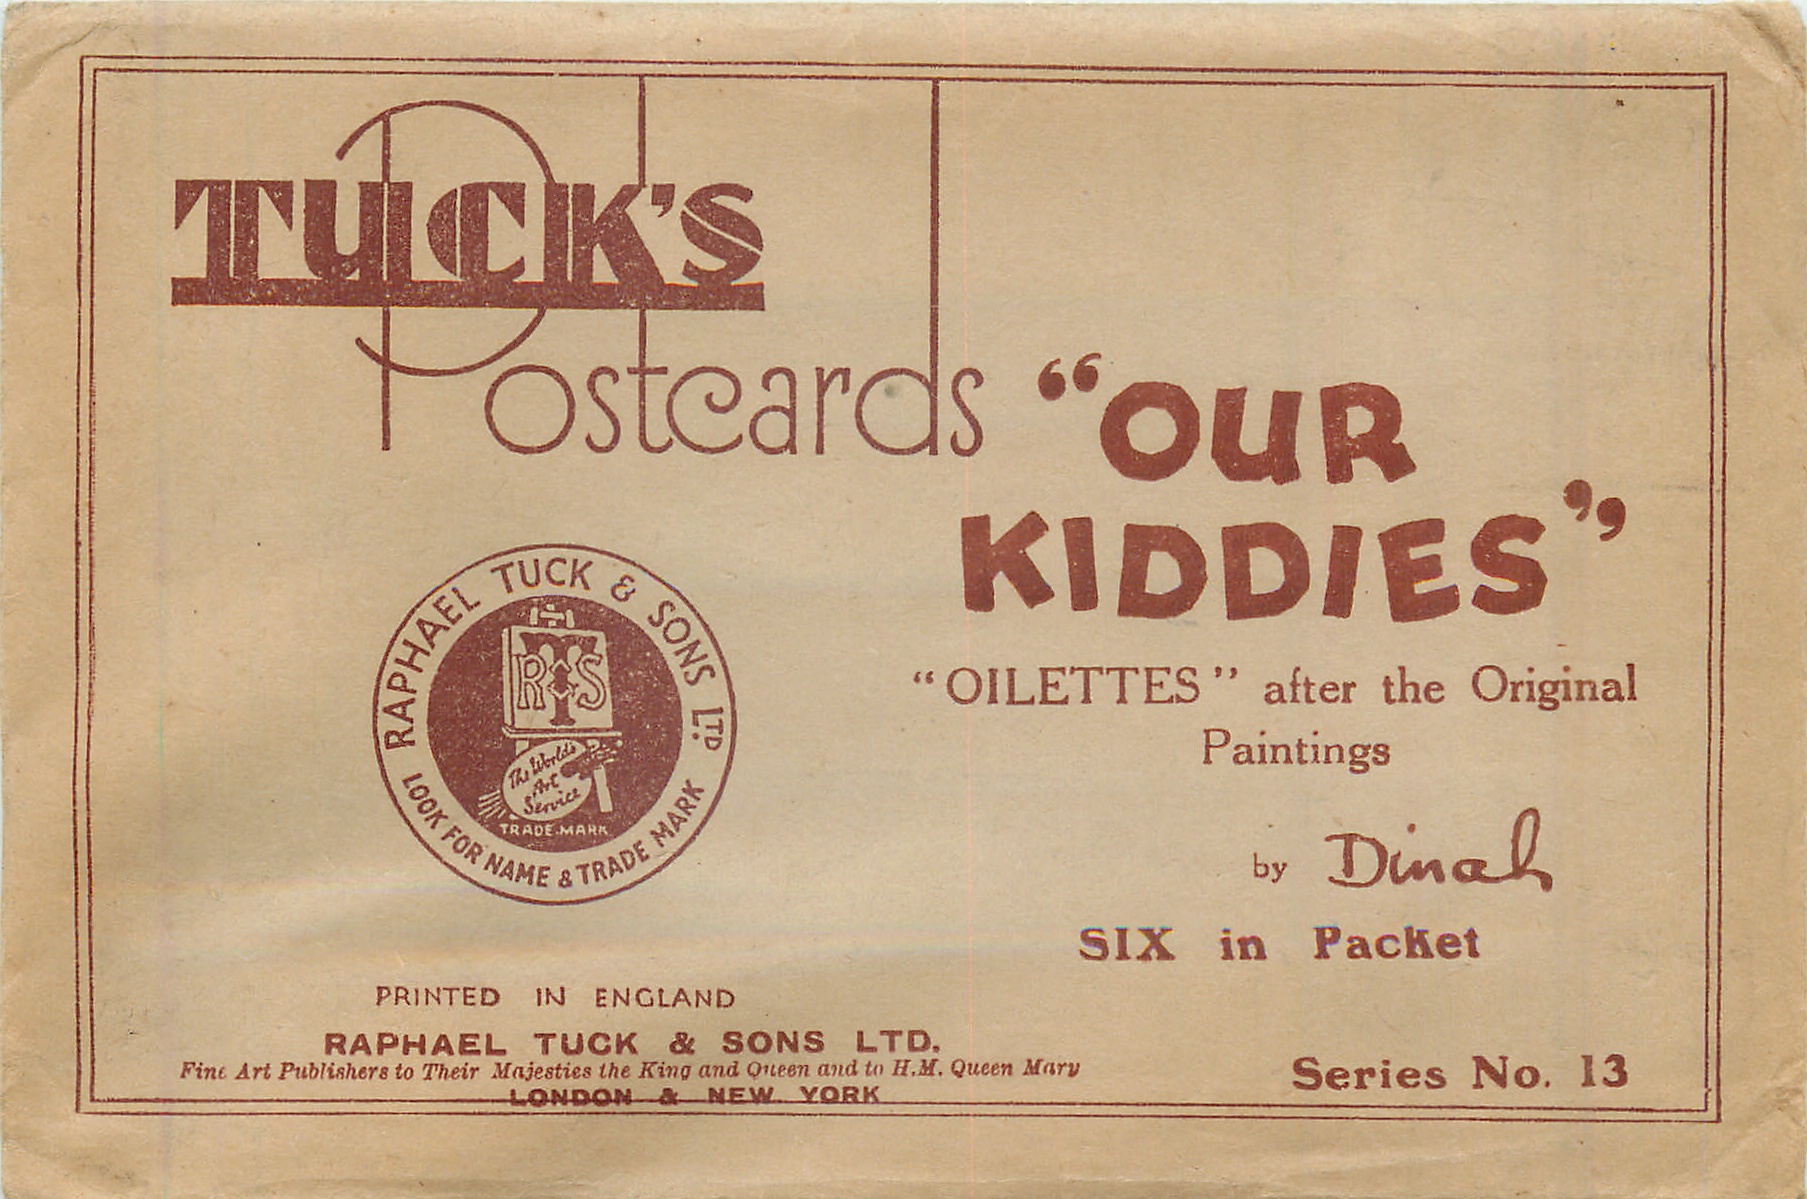 TUCK'S
Postcards
“OUR
KIDDIES”
“OILETTES” after the Original
Paintings
by Dinah
SIX in Packet
Series No. 13
RAPHAEL TUCK & SONS LTD.
RTS
The World's
Art
Service
TRADE-MARK
LOOK FOR NAME & TRADE MARK
PRINTED IN ENGLAND
RAPHAEL TUCK & SONS LTD.
Fine Art Publishers to Their Majesties the King and Queen and to H.M. Queen Mary
LONDON & NEW YORK